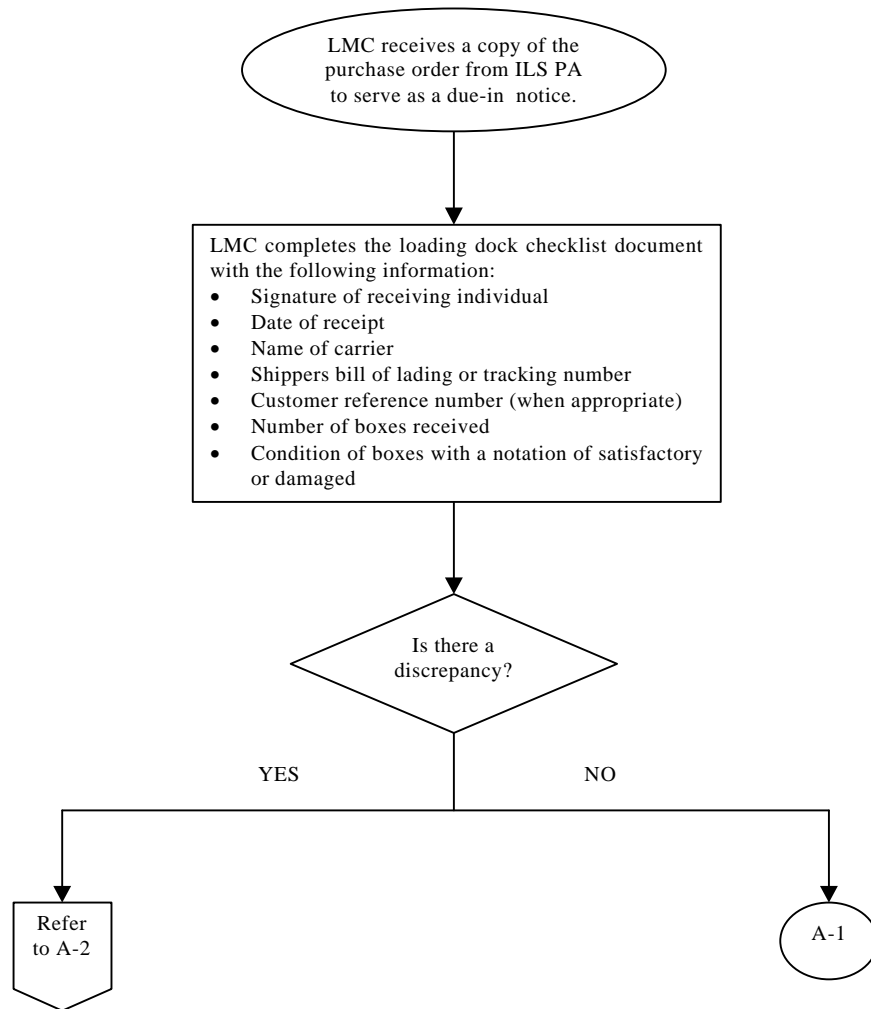 LMC receives a copy of the
purchase order from ILS PA
to serve as a due-in notice.
LMC completes the loading dock checklist document
with the following information:
• Signature of receiving individual
• Date of receipt
• Name of carrier
• Shippers bill of lading or tracking number
• Customer reference number (when appropriate)
• Number of boxes received
• Condition of boxes with a notation of satisfactory
or damaged
Is there a
discrepancy?
YES
NO
Refer
to A-2
A-1